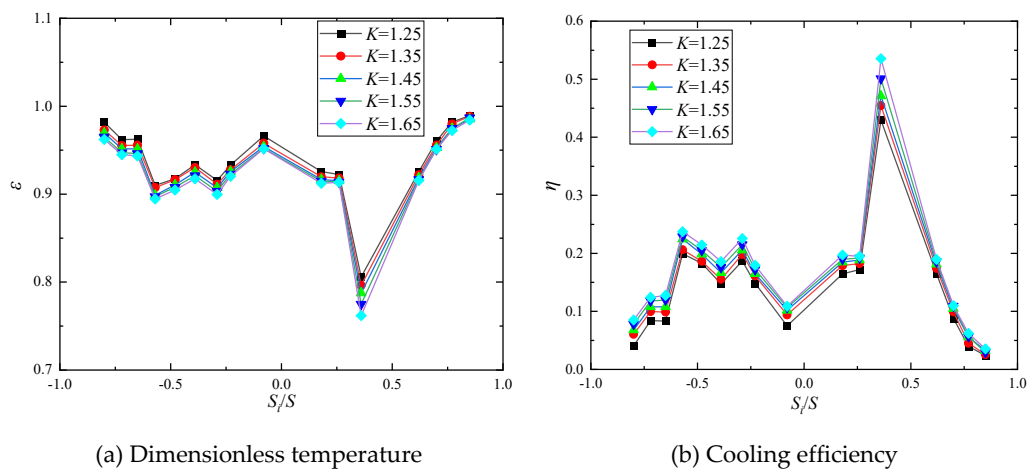 1.1
1.0
0.9
0.8
0.7
ε
-1.0 -0.5 0.0 0.5 1.0
Si/S
K=1.25
K=1.35
K=1.45
K=1.55
K=1.65
(a) Dimensionless temperature
0.6
0.5
0.4
0.3
0.2
0.1
0.0
η
-1.0 -0.5 0.0 0.5 1.0
Si/S
K=1.25
K=1.35
K=1.45
K=1.55
K=1.65
(b) Cooling efficiency